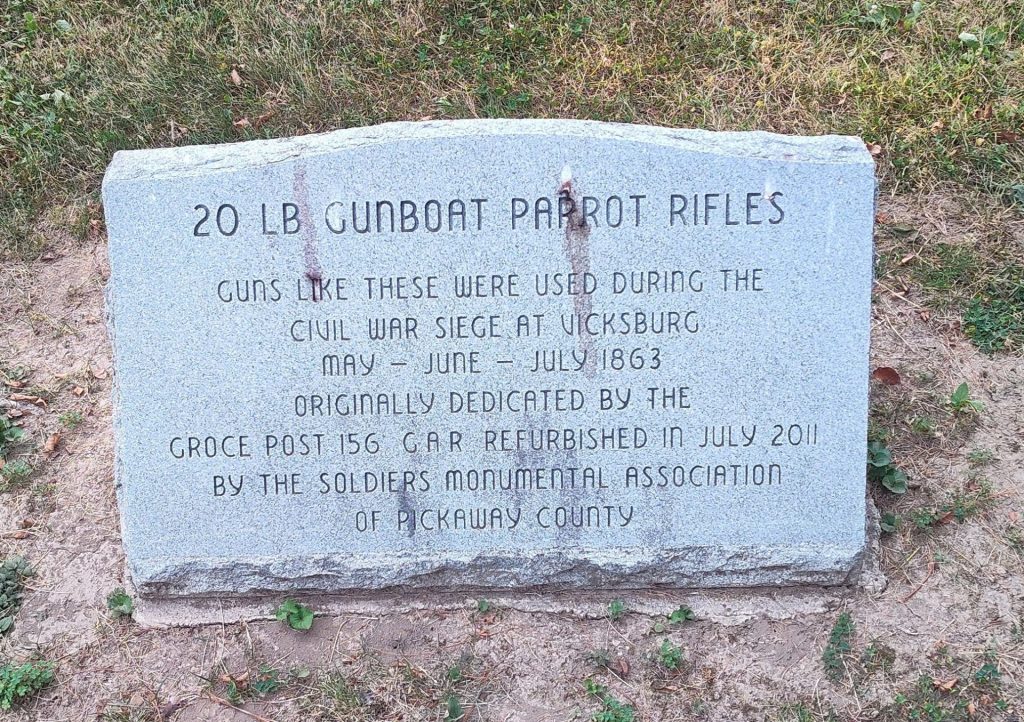 20 LB GUNBOAT PARROT RIFLES
GUNS LIKE THESE WERE USED DURING THE
CIVIL WAR SIEGE AT VICKSBURG
MAY – JUNE – JULY 1863
ORIGINALLY DEDICATED BY THE
GROCE POST 156 G.A.R. REFURBISHED IN JULY 2011
BY THE SOLDIERS MONUMENTAL ASSOCIATION
OF PICKAWAY COUNTY